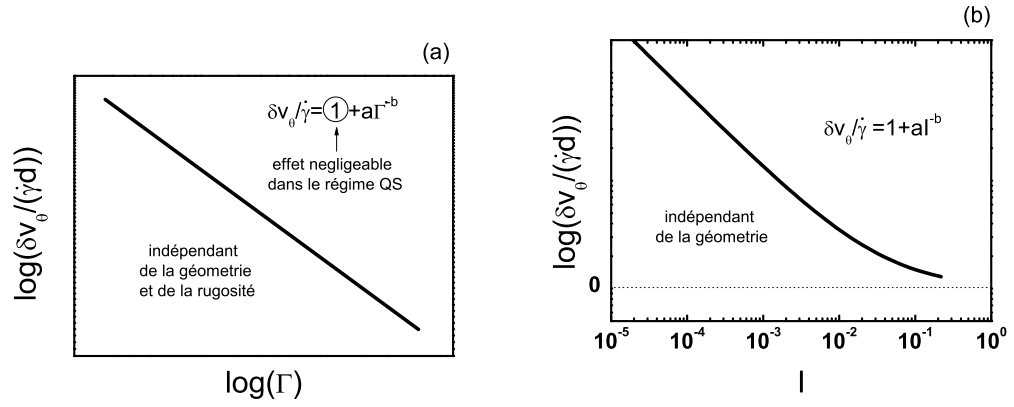 (a)
δv_θ/γ̇=1+aΓ^-b
effet negligeable
dans le régime QS
indépendant
de la géometrie
et de la rugosité
log(δv_θ/(γ̇d))
log(Γ)
(b)
δv_θ/γ̇ =1+aI^-b
indépendant
de la géometrie
log(δv_θ/(γ̇d))
0
10^-5 10^-4 10^-3 10^-2 10^-1 10^0
I